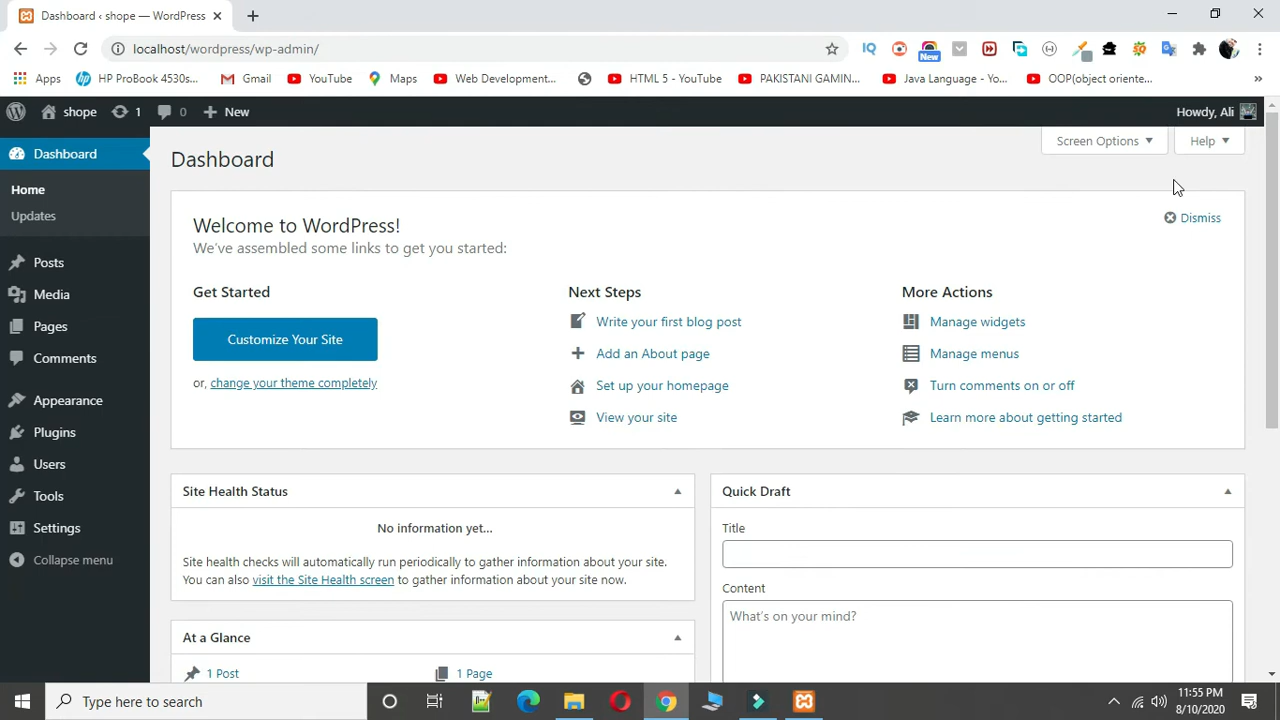 Dashboard ‹ shope — WordPress
localhost/wordpress/wp-admin/
New
Apps HP ProBook 4530s... Gmail YouTube Maps Web Development... HTML 5 - YouTube PAKISTANI GAMIN... Java Language - Yo... OOP(object oriente... »
shope 1 0 New Howdy, Ali
Dashboard
Home
Updates
Posts
Media
Pages
Comments
Appearance
Plugins
Users
Tools
Settings
Collapse menu
Screen Options Help
Dashboard
Welcome to WordPress!
Dismiss
We've assembled some links to get you started:
Get Started
Customize Your Site
or, change your theme completely
Next Steps
Write your first blog post
Add an About page
Set up your homepage
View your site
More Actions
Manage widgets
Manage menus
Turn comments on or off
Learn more about getting started
Site Health Status
No information yet...
Site health checks will automatically run periodically to gather information about your site.
You can also visit the Site Health screen to gather information about your site now.
At a Glance
1 Post 1 Page
Quick Draft
Title
Content
What's on your mind?
Type here to search
11:55 PM
8/10/2020